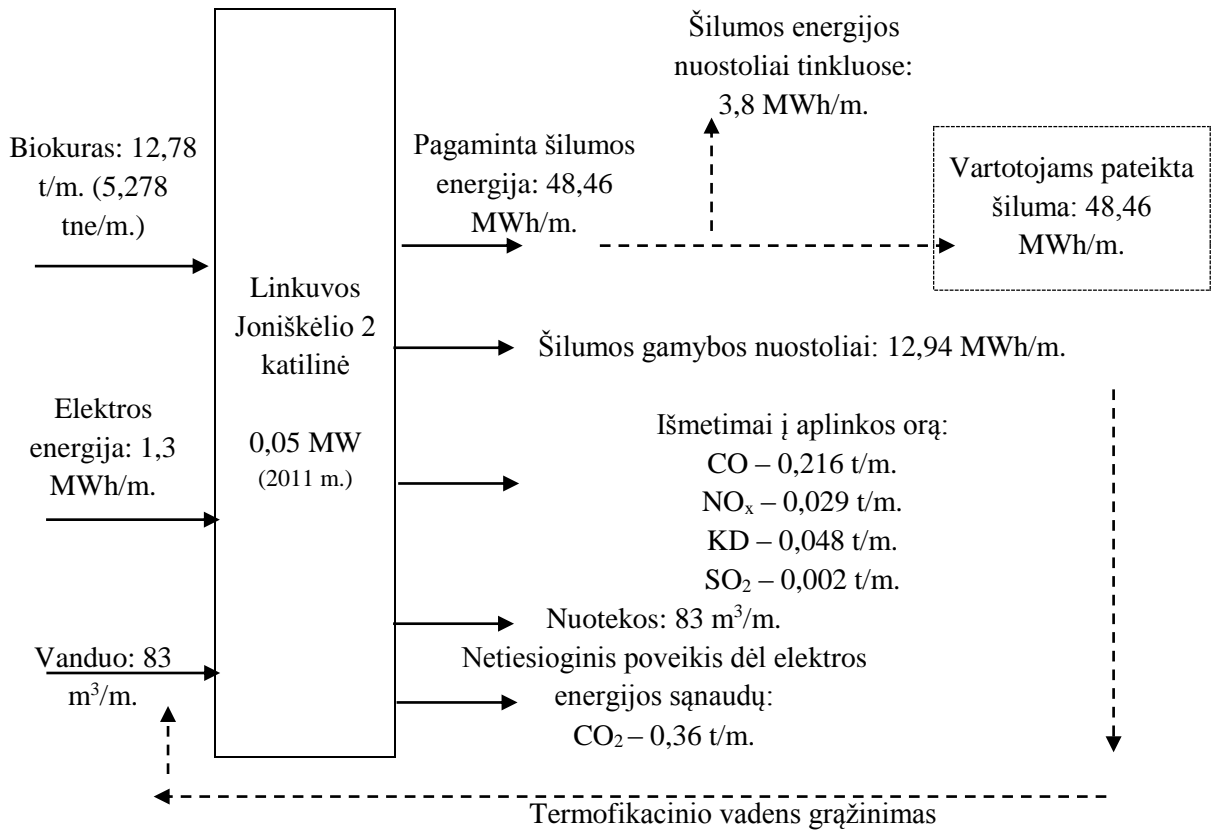 Šilumos energijos
nuostoliai tinkluose:
3,8 MWh/m.
Biokuras: 12,78
t/m. (5,278
tne/m.)
Pagaminta šilumos
energija: 48,46
MWh/m.
Vartotojams pateikta
šiluma: 48,46
MWh/m.
Linkuvos
Joniškėlio 2
katilinė
0,05 MW
(2011 m.)
Šilumos gamybos nuostoliai: 12,94 MWh/m.
Elektros
energija: 1,3
MWh/m.
Išmetimai į aplinkos orą:
CO – 0,216 t/m.
NOₓ – 0,029 t/m.
KD – 0,048 t/m.
SO₂ – 0,002 t/m.
Nuotekos: 83 m³/m.
Vanduo: 83
m³/m.
Netiesioginis poveikis dėl elektros
energijos sąnaudų:
CO₂ – 0,36 t/m.
Termofikacinio vadens grąžinimas